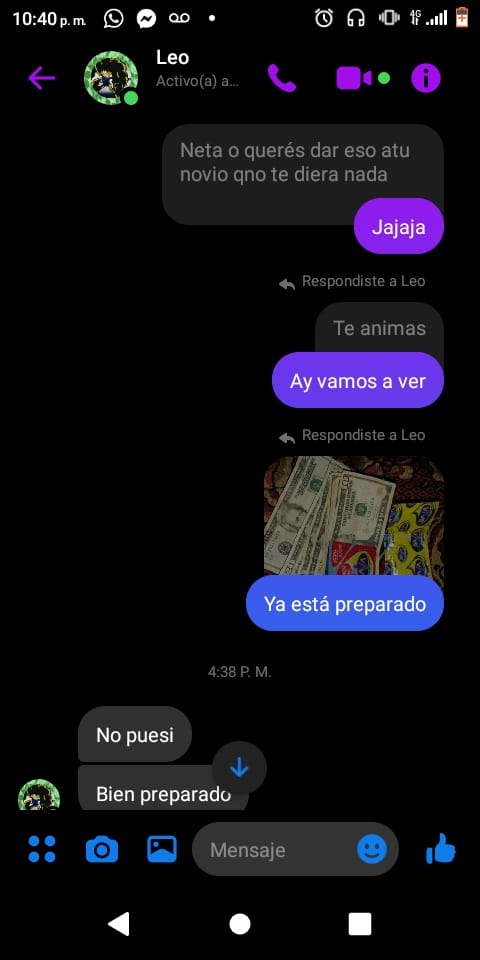 10:40 p. m.
4G
Leo
Activo(a) a...
Neta o querés dar eso atu
novio qno te diera nada
Jajaja
Respondiste a Leo
Te animas
Ay vamos a ver
Respondiste a Leo
Ya está preparado
4:38 P. M.
No puesi
Bien preparado
Mensaje